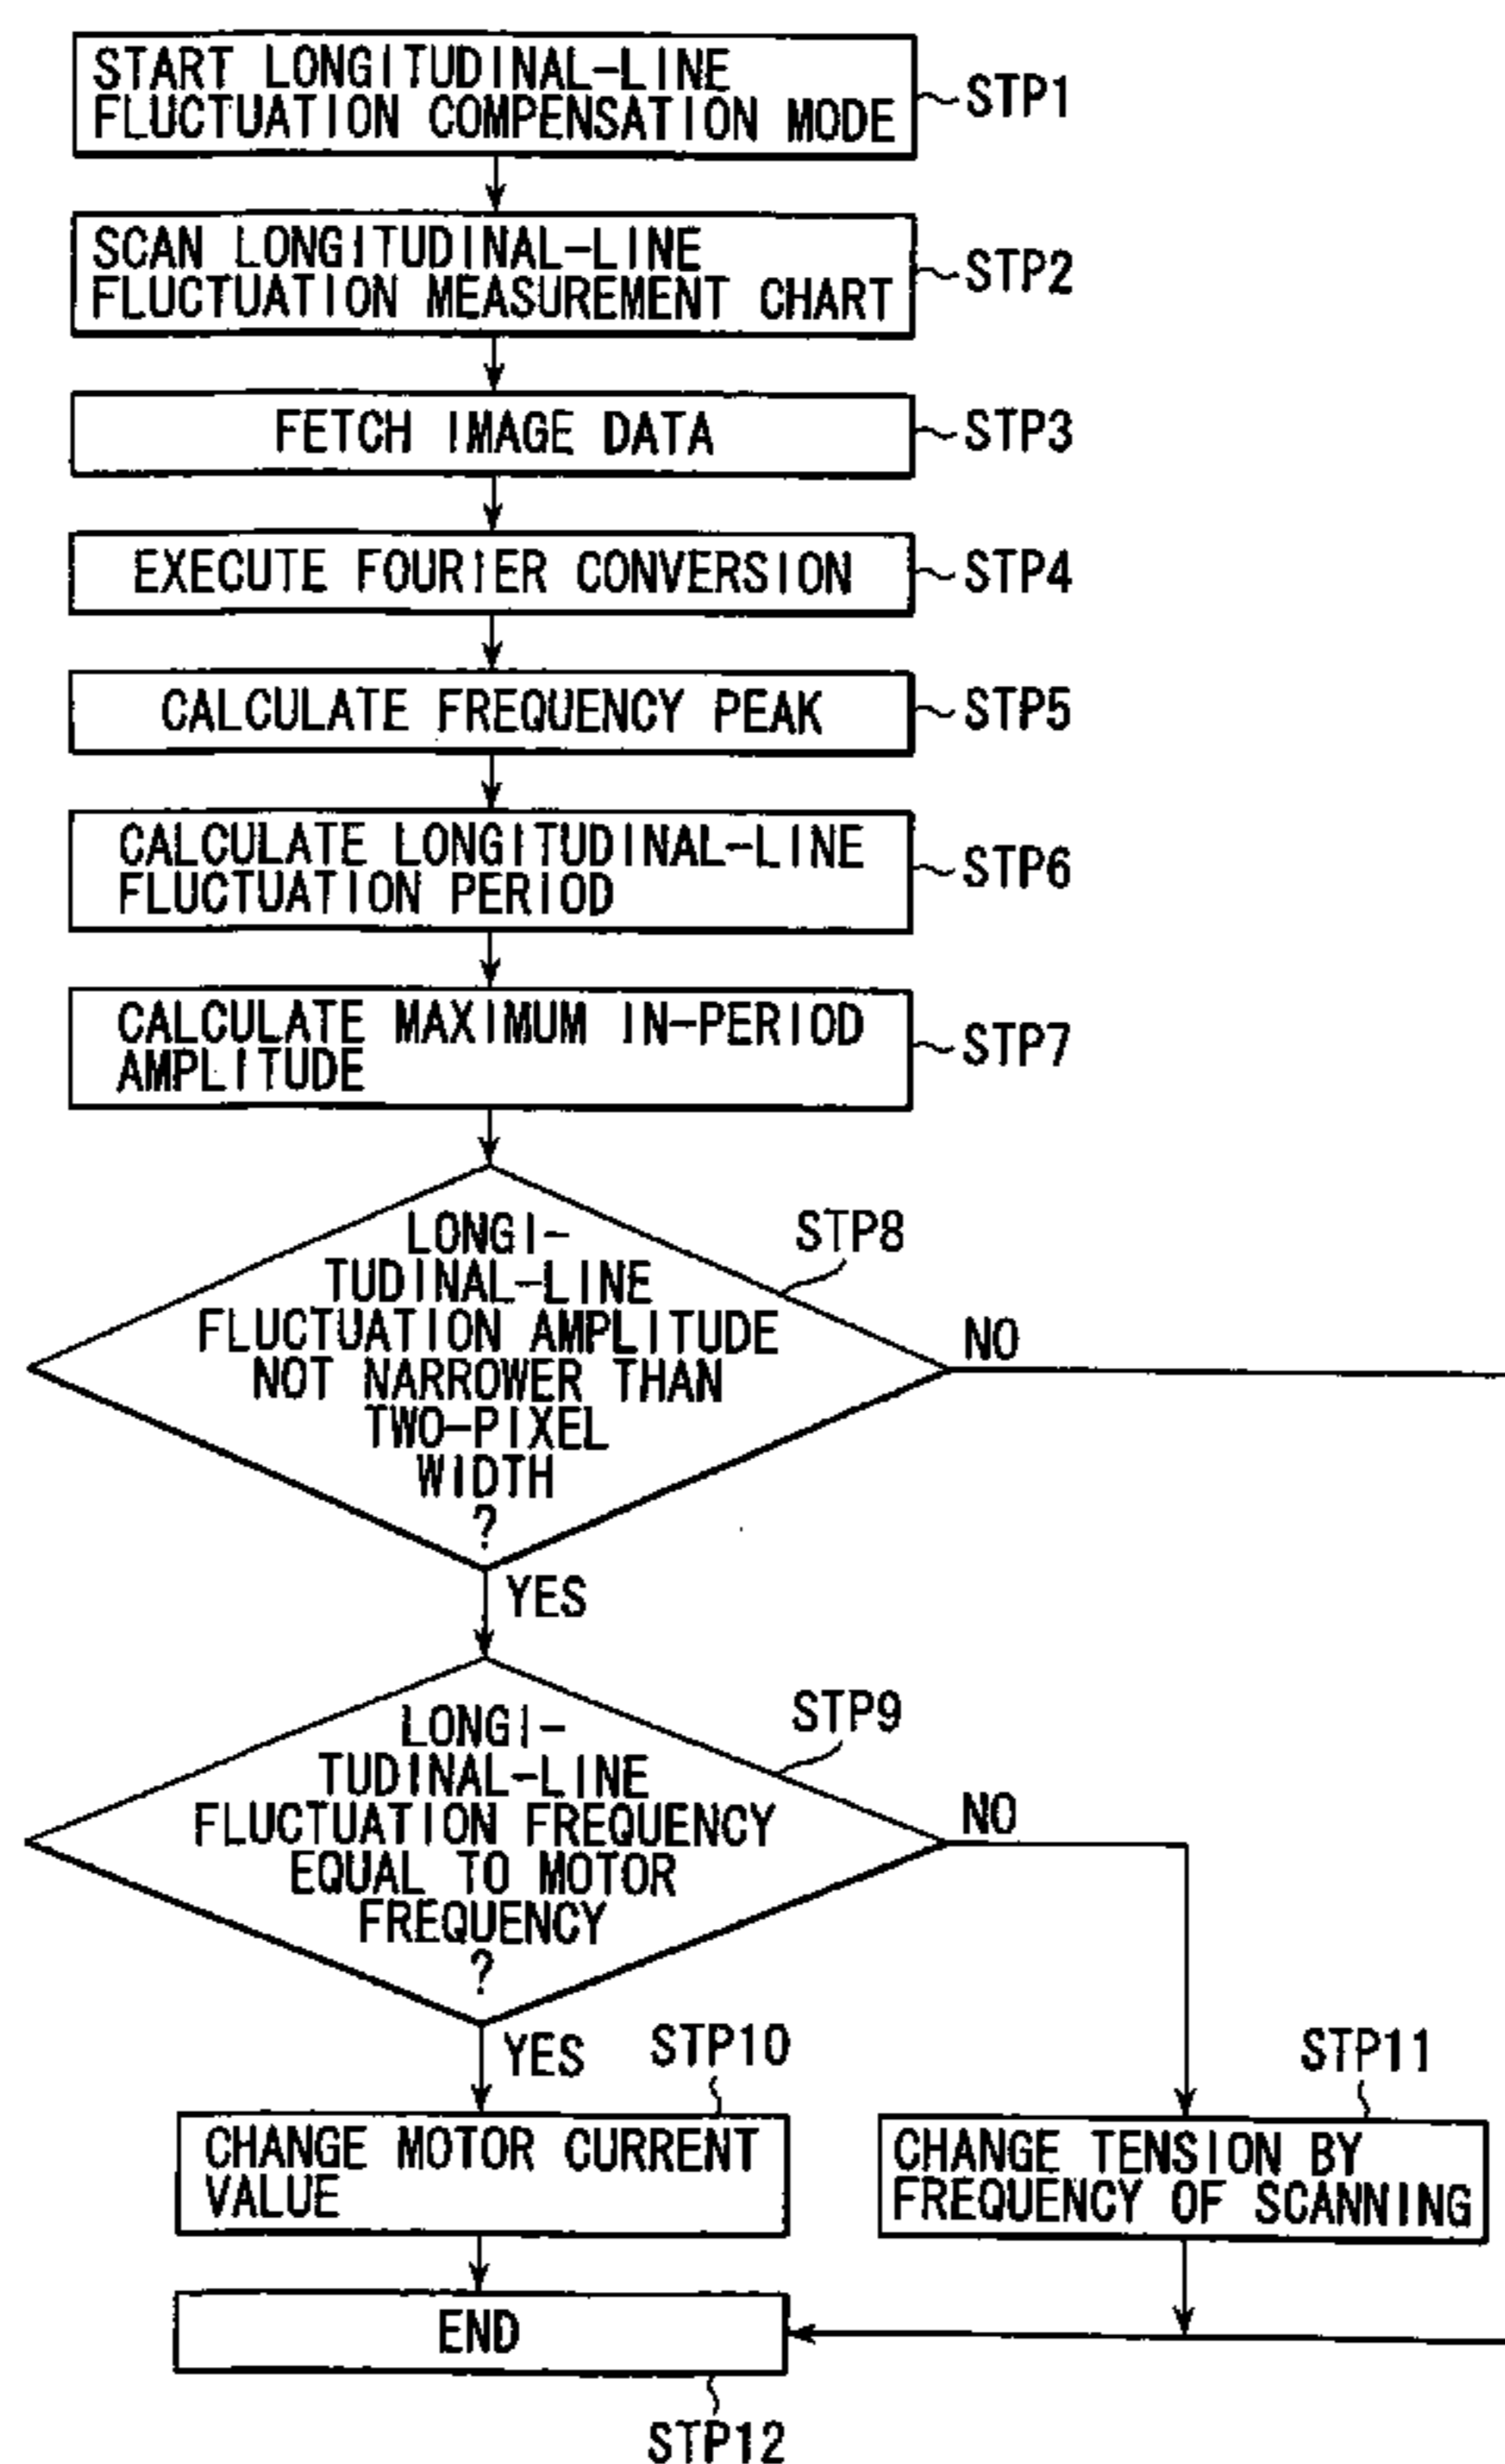 START LONGITUDINAL-LINE
FLUCTUATION COMPENSATION MODE
STP1
SCAN LONGITUDINAL-LINE
FLUCTUATION MEASUREMENT CHART
STP2
FETCH IMAGE DATA
STP3
EXECUTE FOURIER CONVERSION
STP4
CALCULATE FREQUENCY PEAK
STP5
CALCULATE LONGITUDINAL-LINE
FLUCTUATION PERIOD
STP6
CALCULATE MAXIMUM IN-PERIOD
AMPLITUDE
STP7
LONGI-
TUDINAL-LINE
FLUCTUATION AMPLITUDE
NOT NARROWER THAN
TWO-PIXEL
WIDTH
?
STP8
NO
YES
LONGI-
TUDINAL-LINE
FLUCTUATION FREQUENCY
EQUAL TO MOTOR
FREQUENCY
?
STP9
NO
YES
STP10
CHANGE MOTOR CURRENT
VALUE
STP11
CHANGE TENSION BY
FREQUENCY OF SCANNING
END
STP12